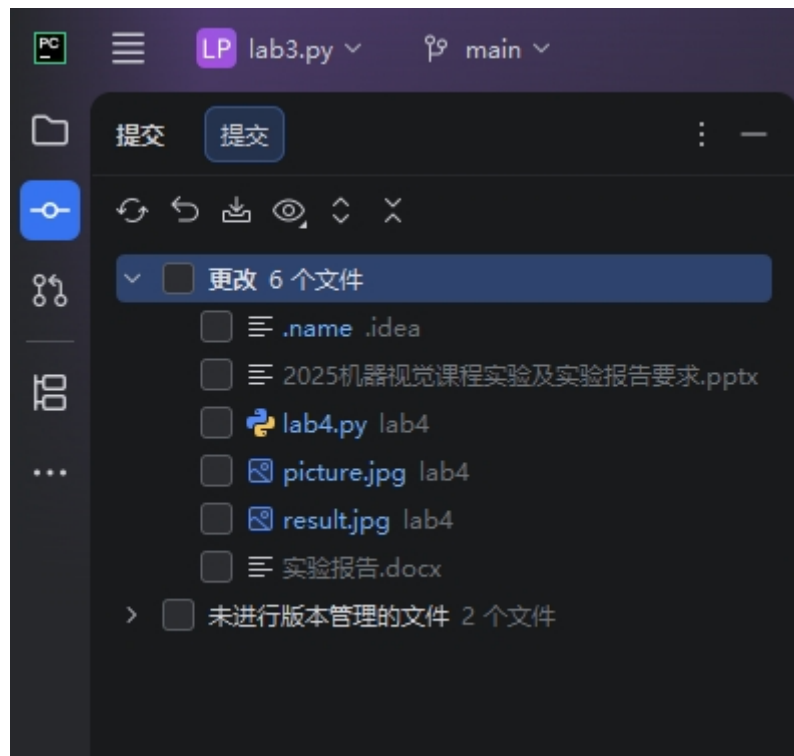 PC LP lab3.py main
提交 提交
更改 6 个文件
.name .idea
2025机器视觉课程实验及实验报告要求.pptx
lab4.py lab4
picture.jpg lab4
result.jpg lab4
实验报告.docx
未进行版本管理的文件 2 个文件